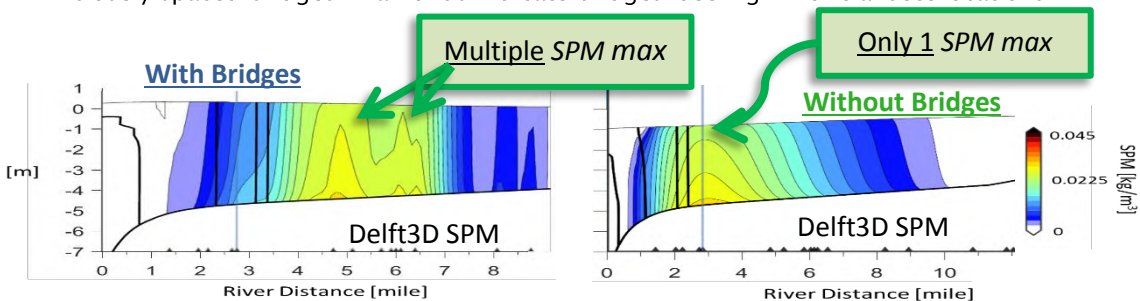 Multiple SPM max
Only 1 SPM max
With Bridges
Without Bridges
[m]
1
0
-1
-2
-3
-4
-5
-6
-7
Delft3D SPM
0 1 2 3 4 5 6 7 8
River Distance [mile]
Delft3D SPM
0 2 4 6 8 10
River Distance [mile]
0.045
0.0225
0
SPM [kg/m³]